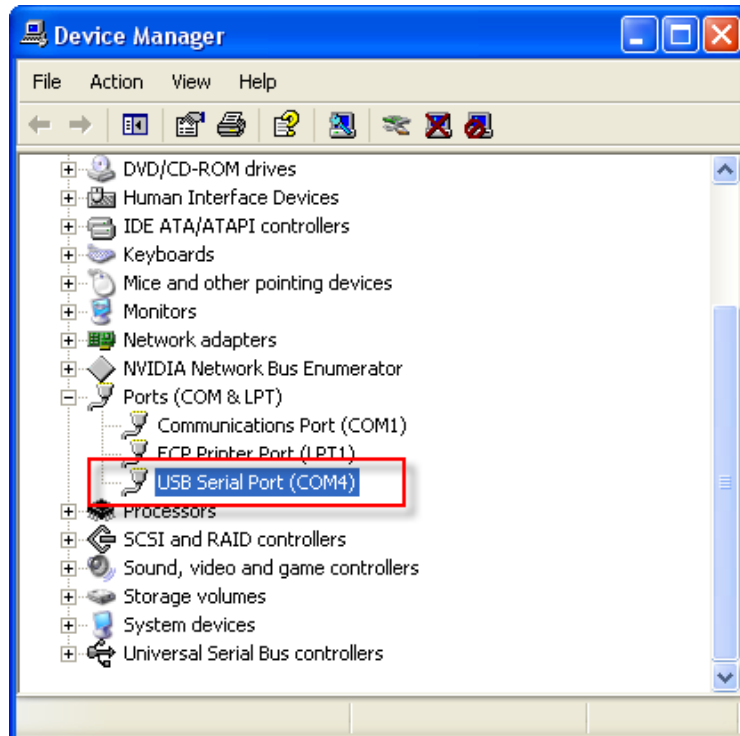 Device Manager
File Action View Help
DVD/CD-ROM drives
Human Interface Devices
IDE ATA/ATAPI controllers
Keyboards
Mice and other pointing devices
Monitors
Network adapters
NVIDIA Network Bus Enumerator
Ports (COM & LPT)
Communications Port (COM1)
ECP Printer Port (LPT1)
USB Serial Port (COM4)
Processors
SCSI and RAID controllers
Sound, video and game controllers
Storage volumes
System devices
Universal Serial Bus controllers